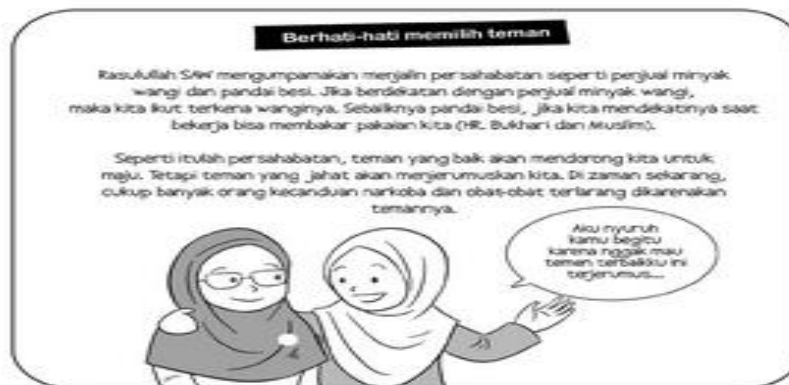 Berhati-hati memilih teman
Rasulullah SAW mengumpamakan menjalin persahabatan seperti penjual minyak
wangi dan pandai besi. Jika berdekatan dengan penjual minyak wangi,
maka kita ikut terkena wanginya. Sebaliknya pandai besi, jika kita mendekatinya saat
bekerja bisa membakar pakaian kita (HR. Bukhari dan Muslim).
Seperti itulah persahabatan, teman yang baik akan mendorong kita untuk
maju. Tetapi teman yang jahat akan menjerumuskan kita. Di zaman sekarang,
cukup banyak orang kecanduan narkoba dan obat-obat terlarang dikarenakan
temannya.
Aku nyuruh
kamu begitu
karena nggak mau
temen terbaikku ini
terjerumus...